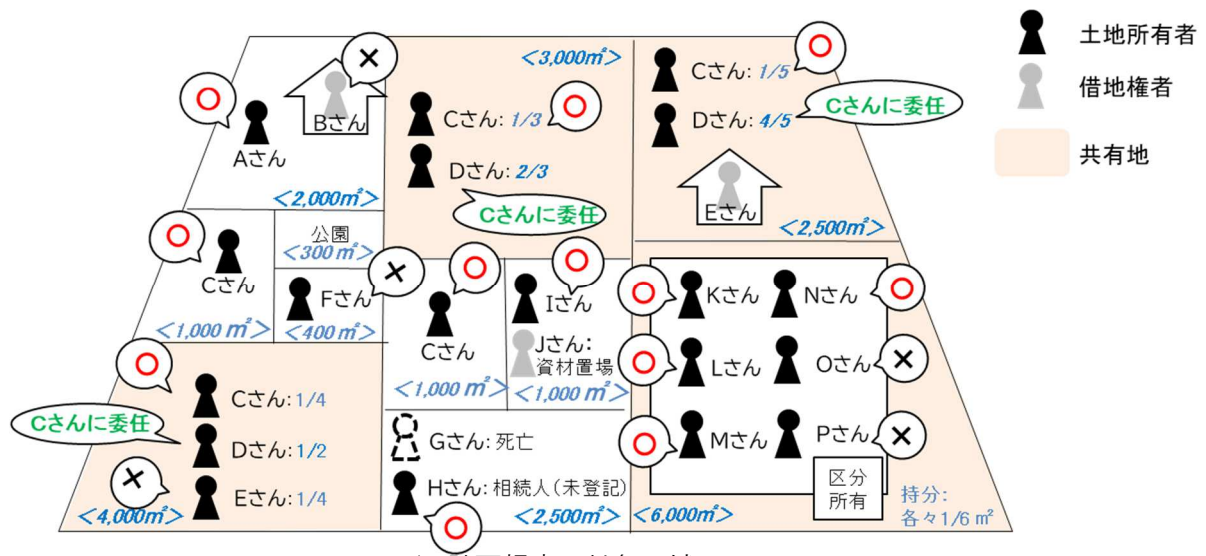 土地所有者
借地権者
共有地
Aさん
Bさん
<2,000㎡>
<3,000㎡>
Cさん: 1/3
Dさん: 2/3
Cさんに委任
Cさん: 1/5
Dさん: 4/5
Cさんに委任
Eさん
<2,500㎡>
Cさん
<1,000 ㎡>
公園
<300㎡>
Fさん
<400㎡>
Cさん
<1,000 ㎡>
Iさん
Jさん:
資材置場
<1,000 ㎡>
Cさん:1/4
Cさんに委任
Dさん:1/2
Eさん:1/4
<4,000㎡>
Gさん: 死亡
Hさん: 相続人(未登記)
<2,500㎡>
Kさん
Nさん
Lさん
Oさん
Mさん
Pさん
区分
所有
持分:
各々1/6 ㎡
<6,000㎡>